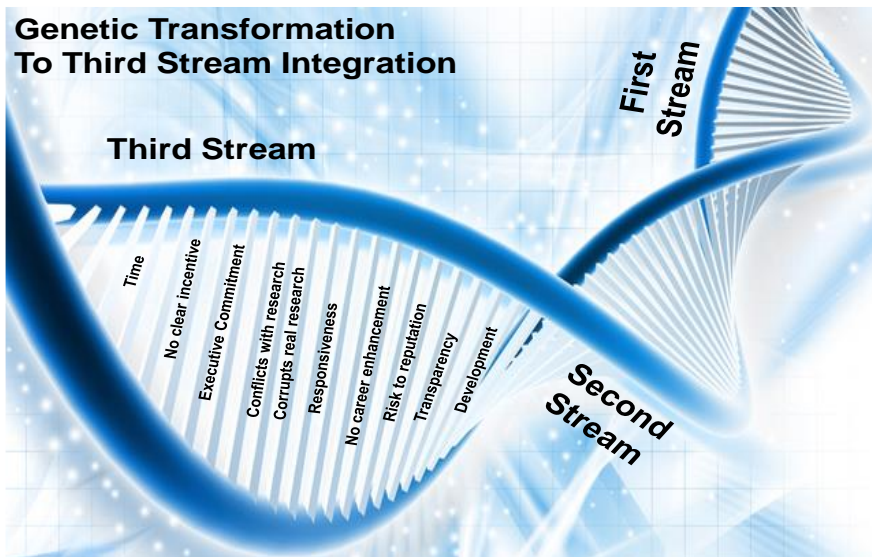 Genetic Transformation
To Third Stream Integration
First
Stream
Third Stream
Time
No clear incentive
Executive Commitment
Conflicts with research
Corrupts real research
Responsiveness
No career enhancement
Risk to reputation
Transparency
Development
Second
Stream